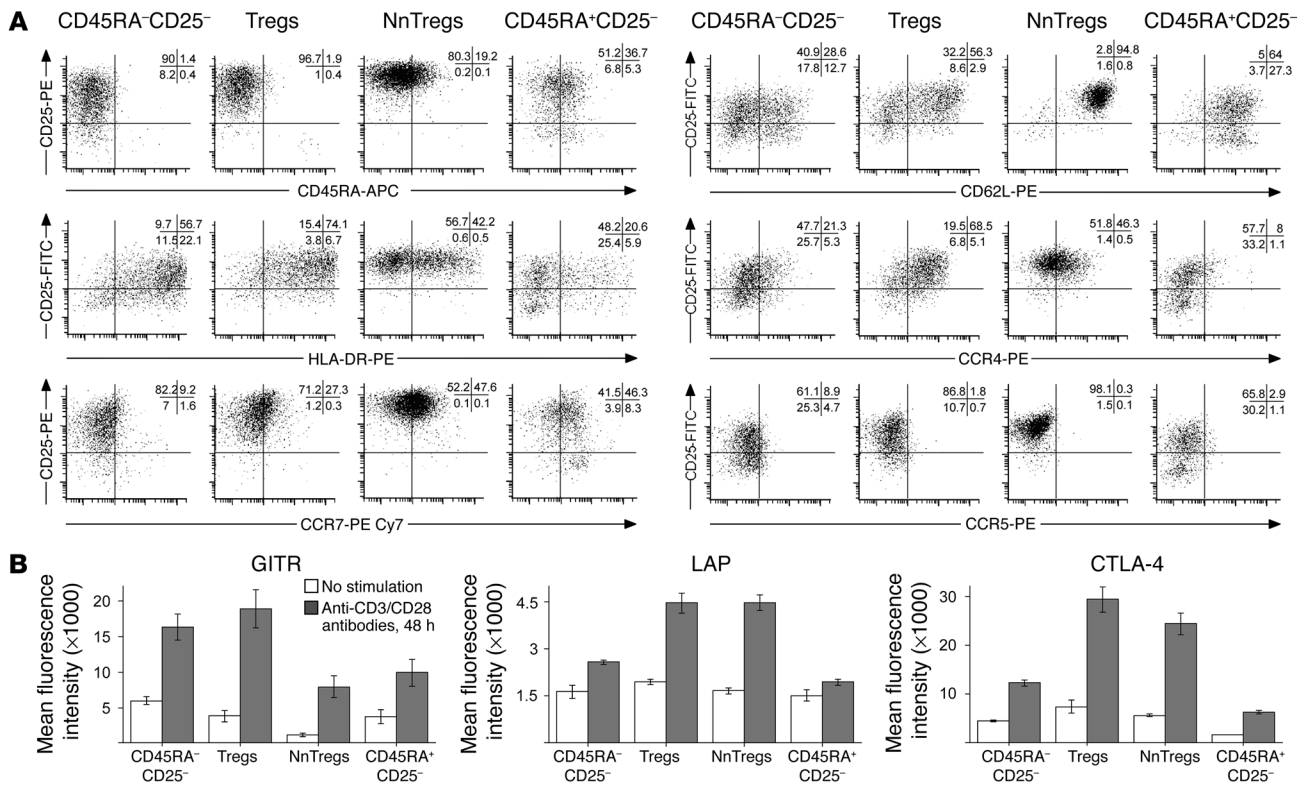 A
CD45RA⁻CD25⁻ Tregs NnTregs CD45RA⁺CD25⁻ CD45RA⁻CD25⁻ Tregs NnTregs CD45RA⁺CD25⁻
CD25-PE
90 1.4
8.2 0.4
96.7 1.9
1 0.4
80.3 19.2
0.2 0.1
51.2 36.7
6.8 5.3
CD45RA-APC
CD25-FITC
40.9 28.6
17.8 12.7
32.2 56.3
8.6 2.9
2.8 94.8
1.6 0.8
5 64
3.7 27.3
CD62L-PE
CD25-FITC
9.7 56.7
11.5 22.1
15.4 74.1
3.8 6.7
56.7 42.2
0.6 0.5
48.2 20.6
25.4 5.9
HLA-DR-PE
CD25-FITC
47.7 21.3
25.7 5.3
19.5 68.5
6.8 5.1
51.8 46.3
1.4 0.5
57.7 8
33.2 1.1
CCR4-PE
CD25-PE
82.2 9.2
7 1.6
71.2 27.3
1.2 0.3
52.2 47.6
0.1 0.1
41.5 46.3
3.9 8.3
CCR7-PE Cy7
CD25-FITC
61.1 8.9
25.3 4.7
86.8 1.8
10.7 0.7
98.1 0.3
1.5 0.1
65.8 2.9
30.2 1.1
CCR5-PE
B
GITR
Mean fluorescence
intensity (×1000)
20
15
10
5
No stimulation
Anti-CD3/CD28
antibodies, 48 h
CD45RA⁻ Tregs NnTregs CD45RA⁺
CD25⁻ CD25⁻
LAP
Mean fluorescence
intensity (×1000)
4.5
3
1.5
CD45RA⁻ Tregs NnTregs CD45RA⁺
CD25⁻ CD25⁻
CTLA-4
Mean fluorescence
intensity (×1000)
30
20
10
CD45RA⁻ Tregs NnTregs CD45RA⁺
CD25⁻ CD25⁻